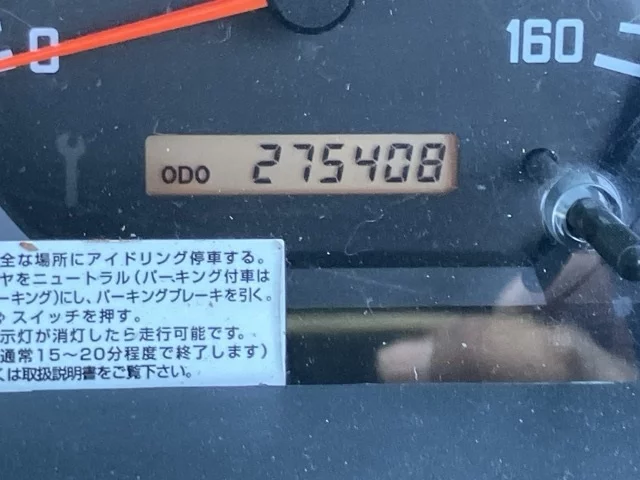 0
160
ODO 275408
全な場所にアイドリング停車する。
ヤをニュートラル(パーキング付車は
ーキング)にし、パーキングブレーキを引く。
スイッチを押す。
示灯が消灯したら走行可能です。
通常15〜20分程度で終了します)
くは取扱説明書をご覧下さい。